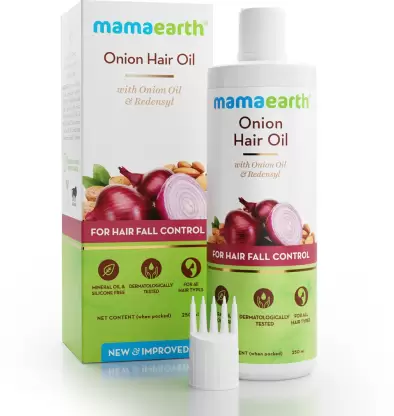 mamaearth®
Onion Hair Oil
with Onion Oil
& Redensyl
FOR HAIR FALL CONTROL
MINERAL OIL &
SILICONE FREE
DERMATOLOGICALLY
TESTED
FOR ALL
HAIR TYPES
NET CONTENT (when packed)
NEW & IMPROVED
mamaearth®
Onion
Hair Oil
with Onion Oil
& Redensyl
FOR HAIR FALL CONTROL
DERMATOLOGICALLY
TESTED
FOR ALL
HAIR TYPES
(when packed)
250 ml